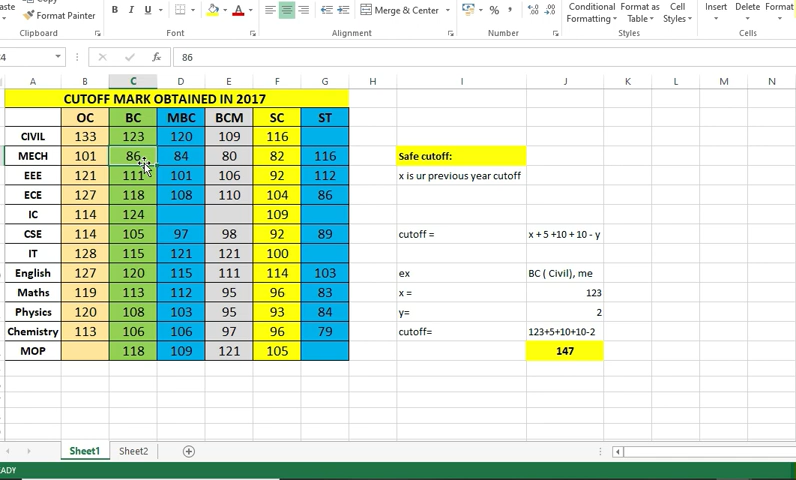 Copy
Format Painter
B I U A Merge & Center % , Conditional Format as Cell Insert Delete Format
Formatting Table Styles
Clipboard Font Alignment Number Styles Cells
fx 86
A B C D E F G H I J K L M N
CUTOFF MARK OBTAINED IN 2017
OC BC MBC BCM SC ST
CIVIL 133 123 120 109 116
MECH 101 86 84 80 82 116 Safe cutoff:
EEE 121 111 101 106 92 112 x is ur previous year cutoff
ECE 127 118 108 110 104 86
IC 114 124 109
CSE 114 105 97 98 92 89 cutoff = x + 5 +10 + 10 - y
IT 128 115 121 121 100
English 127 120 115 111 114 103 ex BC ( Civil), me
Maths 119 113 112 95 96 83 x = 123
Physics 120 108 103 95 93 84 y= 2
Chemistry 113 106 106 97 96 79 cutoff= 123+5+10+10-2
MOP 118 109 121 105 147
Sheet1 Sheet2